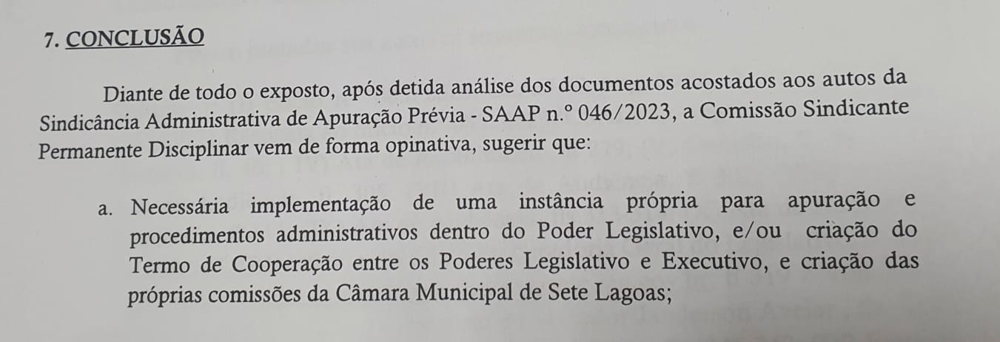 7. CONCLUSÃO
Diante de todo o exposto, após detida análise dos documentos acostados aos autos da
Sindicância Administrativa de Apuração Prévia - SAAP n.º 046/2023, a Comissão Sindicante
Permanente Disciplinar vem de forma opinativa, sugerir que:
a. Necessária implementação de uma instância própria para apuração e
procedimentos administrativos dentro do Poder Legislativo, e/ou criação do
Termo de Cooperação entre os Poderes Legislativo e Executivo, e criação das
próprias comissões da Câmara Municipal de Sete Lagoas;